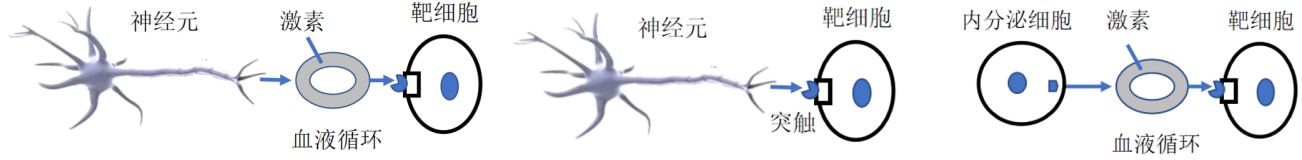 神经元
激素
靶细胞
血液循环
神经元
靶细胞
突触
内分泌细胞
激素
靶细胞
血液循环